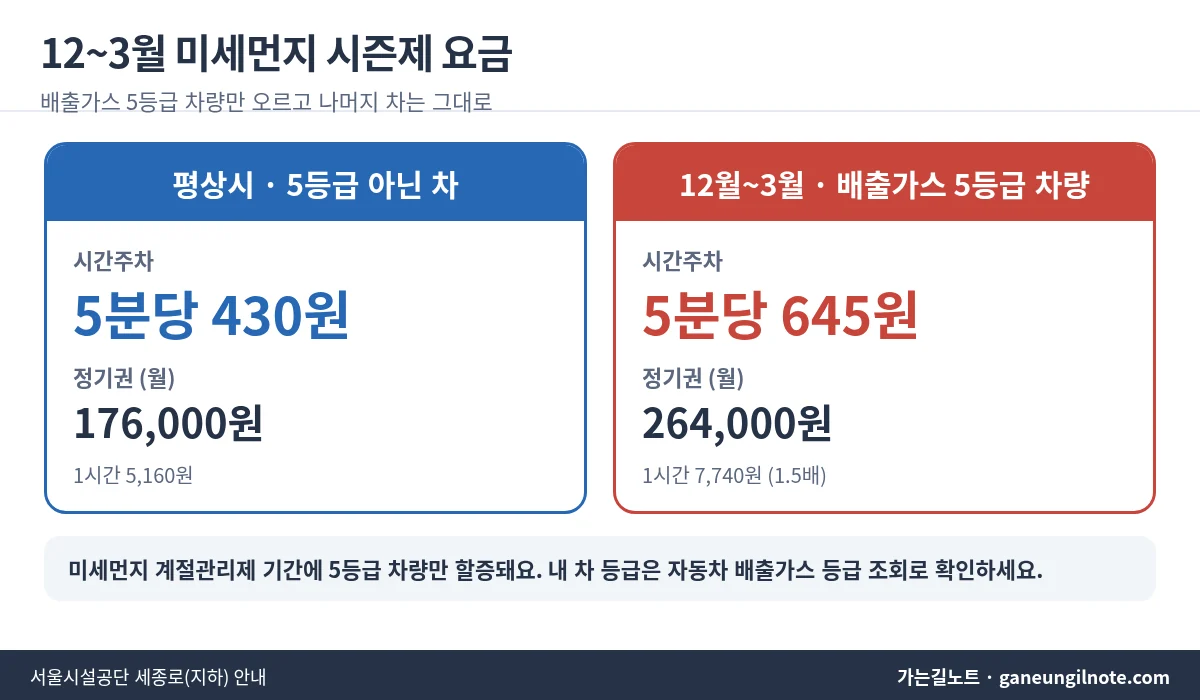 12~3월 미세먼지 시즌제 요금
배출가스 5등급 차량만 오르고 나머지 차는 그대로
평상시 · 5등급 아닌 차
시간주차
5분당 430원
정기권 (월)
176,000원
1시간 5,160원
12월~3월 · 배출가스 5등급 차량
시간주차
5분당 645원
정기권 (월)
264,000원
1시간 7,740원 (1.5배)
미세먼지 계절관리제 기간에 5등급 차량만 할증돼요. 내 차 등급은 자동차 배출가스 등급 조회로 확인하세요.
서울시설공단 세종로(지하) 안내
가는길노트 · ganeungilnote.com